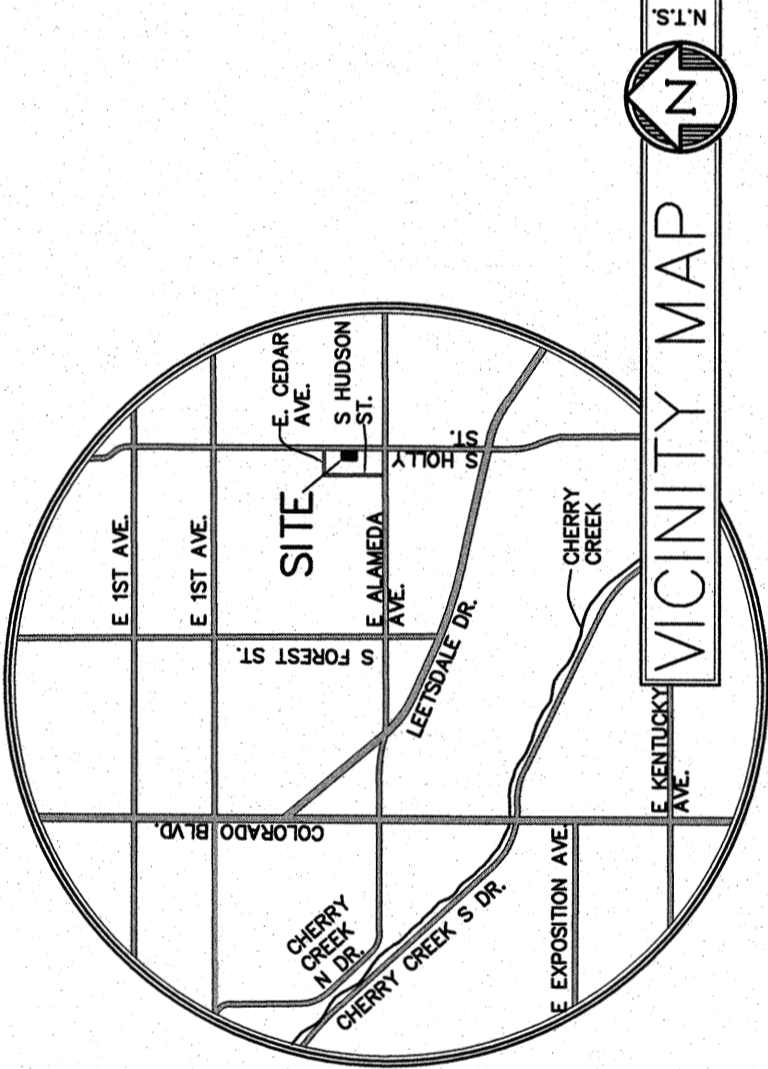 E 1ST AVE.
E 1ST AVE.
E. CEDAR
AVE.
S HUDSON
ST.
SITE
S FOREST ST.
E ALAMEDA
AVE.
S HOLLY
ST.
COLORADO BLVD.
CHERRY
CREEK
N DR.
LEETSDALE DR.
CHERRY CREEK S DR.
CHERRY
CREEK
E EXPOSITION AVE.
E KENTUCKY
AVE.
VICINITY MAP
N
N.T.S.